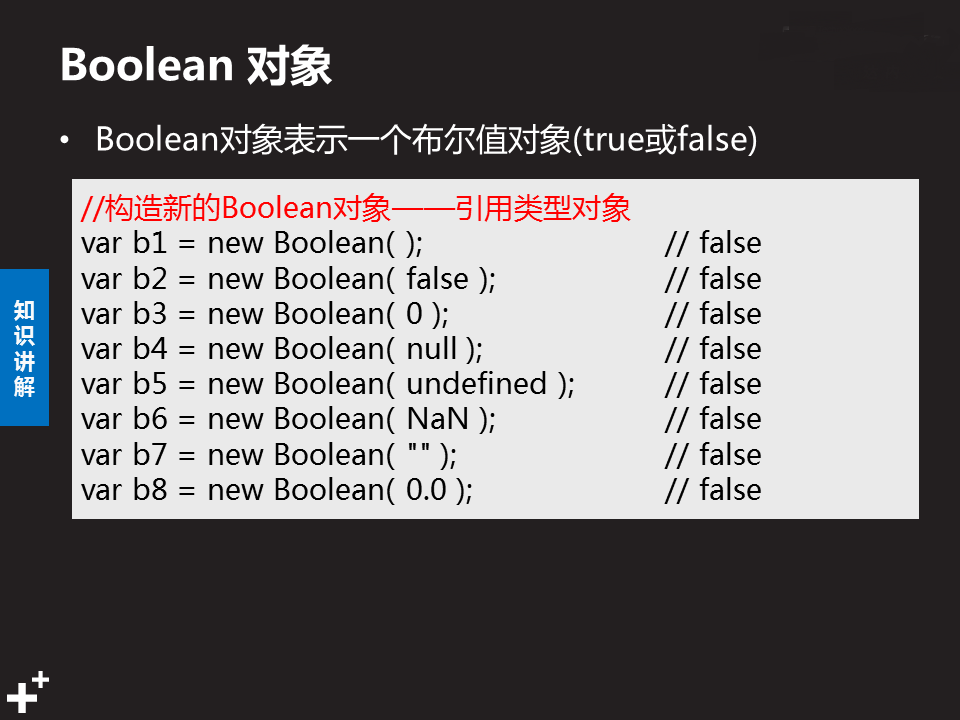 Boolean 对象
• Boolean对象表示一个布尔值对象(true或false)
//构造新的Boolean对象——引用类型对象
var b1 = new Boolean( ); // false
var b2 = new Boolean( false ); // false
var b3 = new Boolean( 0 ); // false
var b4 = new Boolean( null ); // false
var b5 = new Boolean( undefined ); // false
var b6 = new Boolean( NaN ); // false
var b7 = new Boolean( "" ); // false
var b8 = new Boolean( 0.0 ); // false
知识讲解